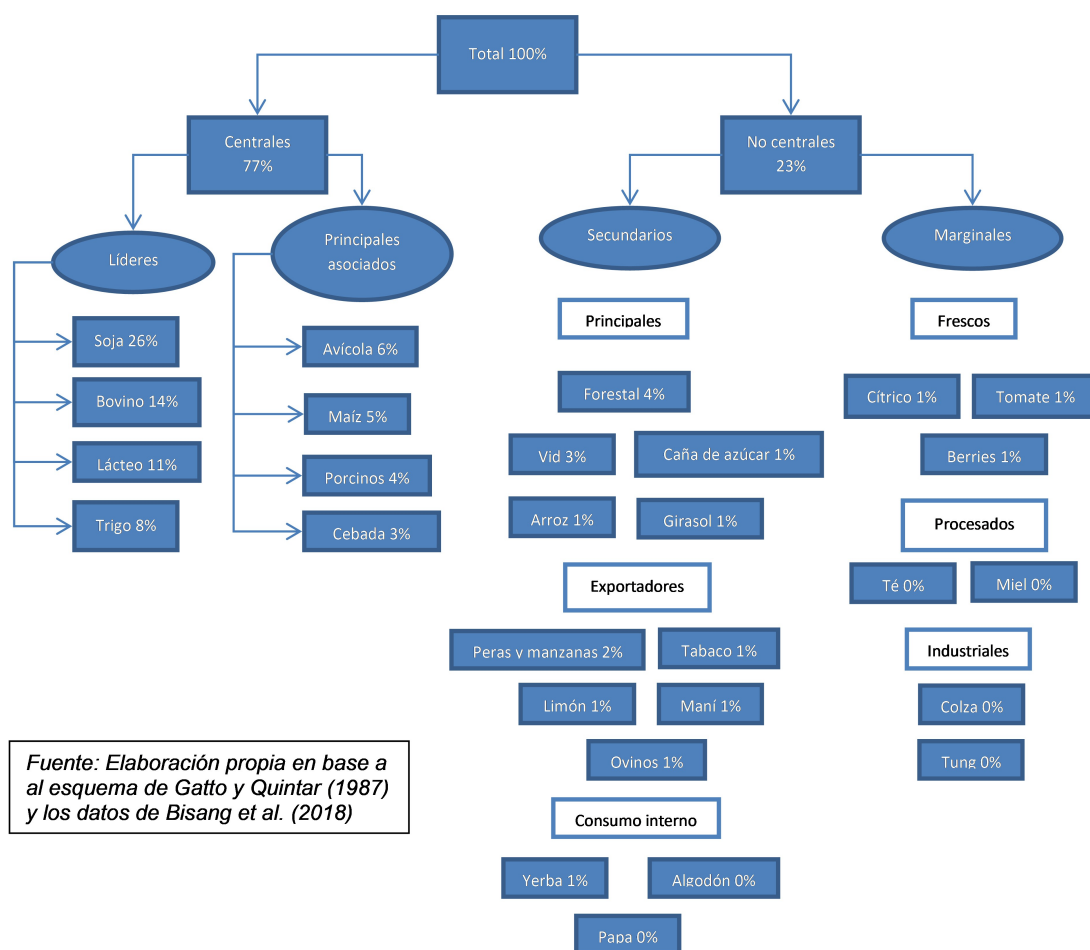 Total 100%
Centrales
77%
No centrales
23%
Líderes
Principales
asociados
Secundarios
Marginales
Soja 26%
Bovino 14%
Lácteo 11%
Trigo 8%
Avícola 6%
Maíz 5%
Porcinos 4%
Cebada 3%
Principales
Forestal 4%
Vid 3%
Caña de azúcar 1%
Arroz 1%
Girasol 1%
Exportadores
Peras y manzanas 2%
Tabaco 1%
Limón 1%
Maní 1%
Ovinos 1%
Consumo interno
Yerba 1%
Algodón 0%
Papa 0%
Frescos
Cítrico 1%
Tomate 1%
Berries 1%
Procesados
Té 0%
Miel 0%
Industriales
Colza 0%
Tung 0%
Fuente: Elaboración propia en base a
al esquema de Gatto y Quintar (1987)
y los datos de Bisang et al. (2018)